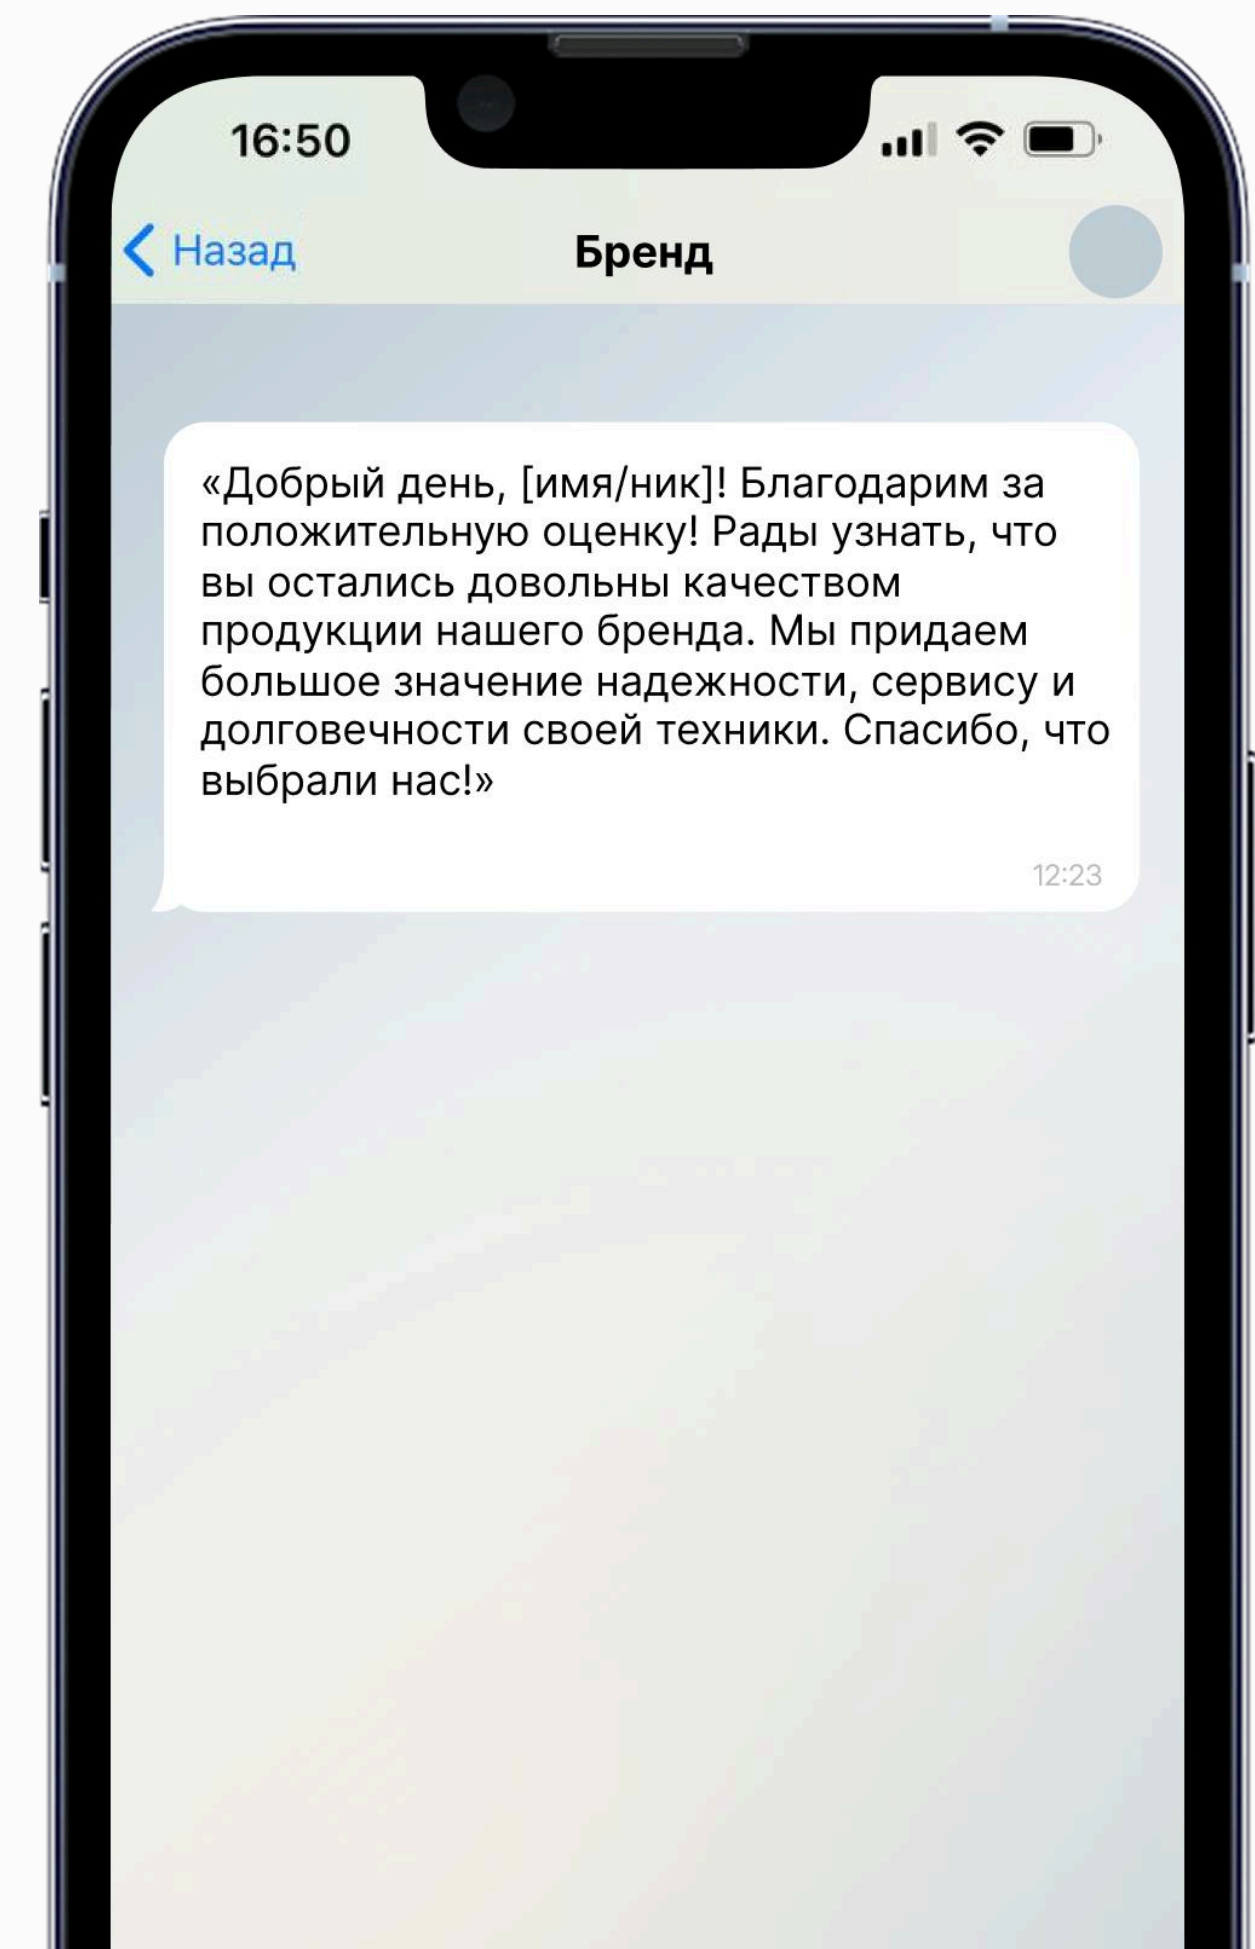 16:50
Назад
Бренд
«Добрый день, [имя/ник]! Благодарим за
положительную оценку! Рады узнать, что
вы остались довольны качеством
продукции нашего бренда. Мы придаем
большое значение надежности, сервису и
долговечности своей техники. Спасибо, что
выбрали нас!»
12:23